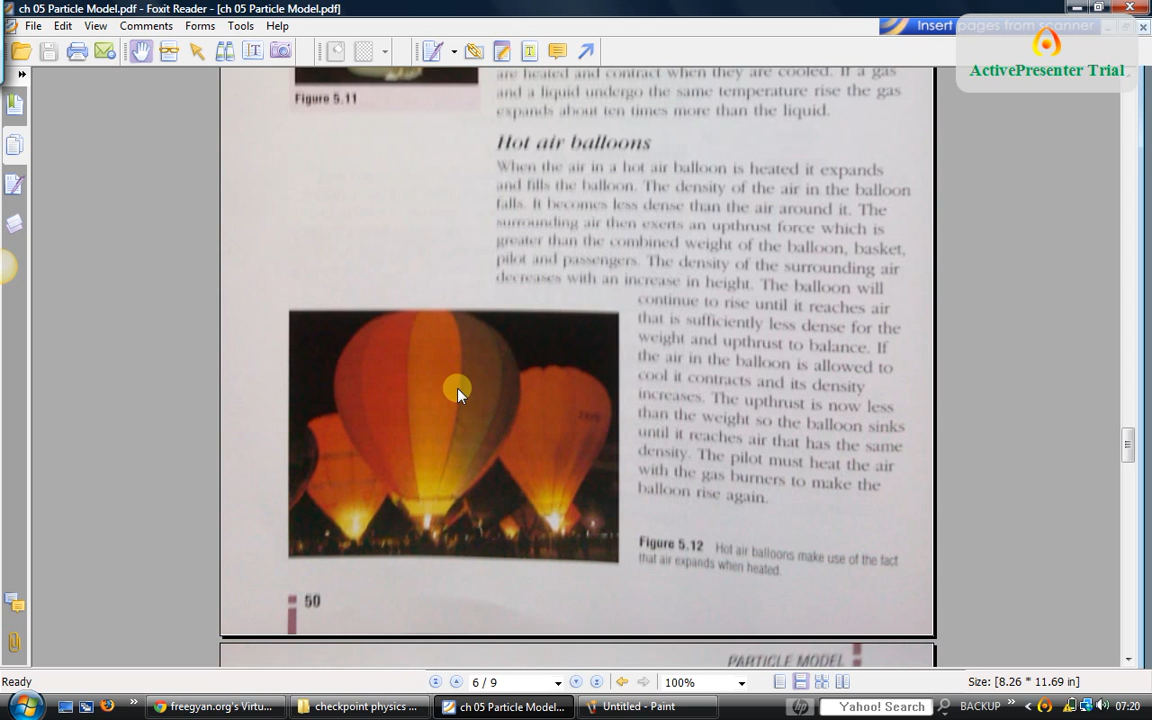 ch 05 Particle Model.pdf - Foxit Reader - [ch 05 Particle Model.pdf]
File Edit View Comments Forms Tools Help
Insert pages from scanner
ActivePresenter Trial
are heated and contract when they are cooled. If a gas
and a liquid undergo the same temperature rise the gas
expands about ten times more than the liquid.
Figure 5.11
Hot air balloons
When the air in a hot air balloon is heated it expands
and fills the balloon. The density of the air in the balloon
falls. It becomes less dense than the air around it. The
surrounding air then exerts an upthrust force which is
greater than the combined weight of the balloon, basket,
pilot and passengers. The density of the surrounding air
decreases with an increase in height. The balloon will
continue to rise until it reaches air
that is sufficiently less dense for the
weight and upthrust to balance. If
the air in the balloon is allowed to
cool it contracts and its density
increases. The upthrust is now less
than the weight so the balloon sinks
until it reaches air that has the same
density. The pilot must heat the air
with the gas burners to make the
balloon rise again.
Figure 5.12 Hot air balloons make use of the fact
that air expands when heated.
50
PARTICLE MODEL
Ready
6 / 9
100%
Size: [8.26 * 11.69 in]
freegyan.org's Virtu...
checkpoint physics ...
ch 05 Particle Model....
Untitled - Paint
Yahoo! Search
BACKUP
07:20